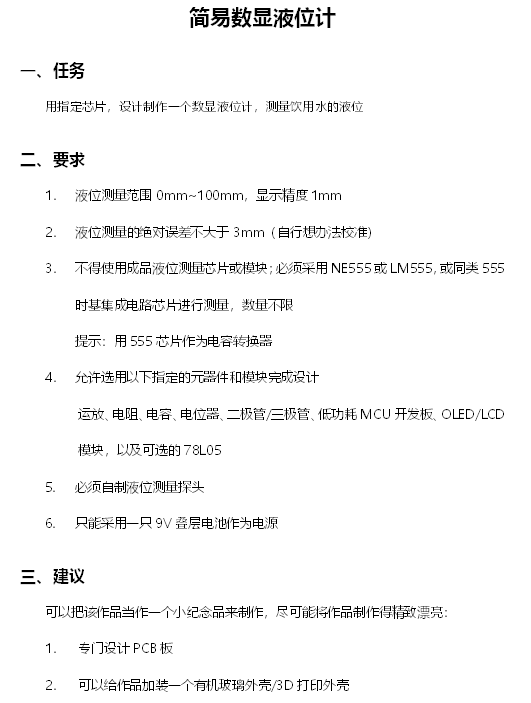 简易数显液位计
一、任务
用指定芯片，设计制作一个数显液位计，测量饮用水的液位
二、要求
1. 液位测量范围 0mm~100mm，显示精度 1mm
2. 液位测量的绝对误差不大于 3mm（自行想办法校准）
3. 不得使用成品液位测量芯片或模块；必须采用 NE555 或 LM555，或同类 555
时基集成电路芯片进行测量，数量不限
提示：用 555 芯片作为电容转换器
4. 允许选用以下指定的元器件和模块完成设计
运放、电阻、电容、电位器、二极管/三极管、低功耗 MCU 开发板、OLED/LCD
模块，以及可选的 78L05
5. 必须自制液位测量探头
6. 只能采用一只 9V 叠层电池作为电源
三、建议
可以把该作品当作一个小纪念品来制作，尽可能将作品制作得精致漂亮：
1. 专门设计 PCB 板
2. 可以给作品加装一个有机玻璃外壳/3D 打印外壳